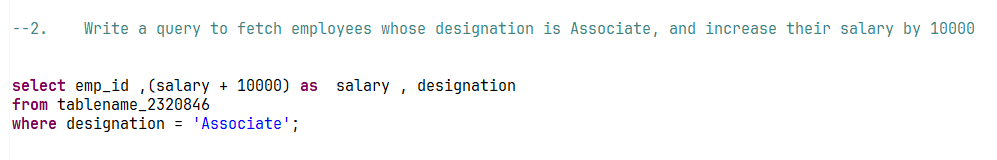 --2.    Write a query to fetch employees whose designation is Associate, and increase their salary by 10000
select emp_id ,(salary + 10000) as  salary , designation
from tablename_2320846
where designation = 'Associate';